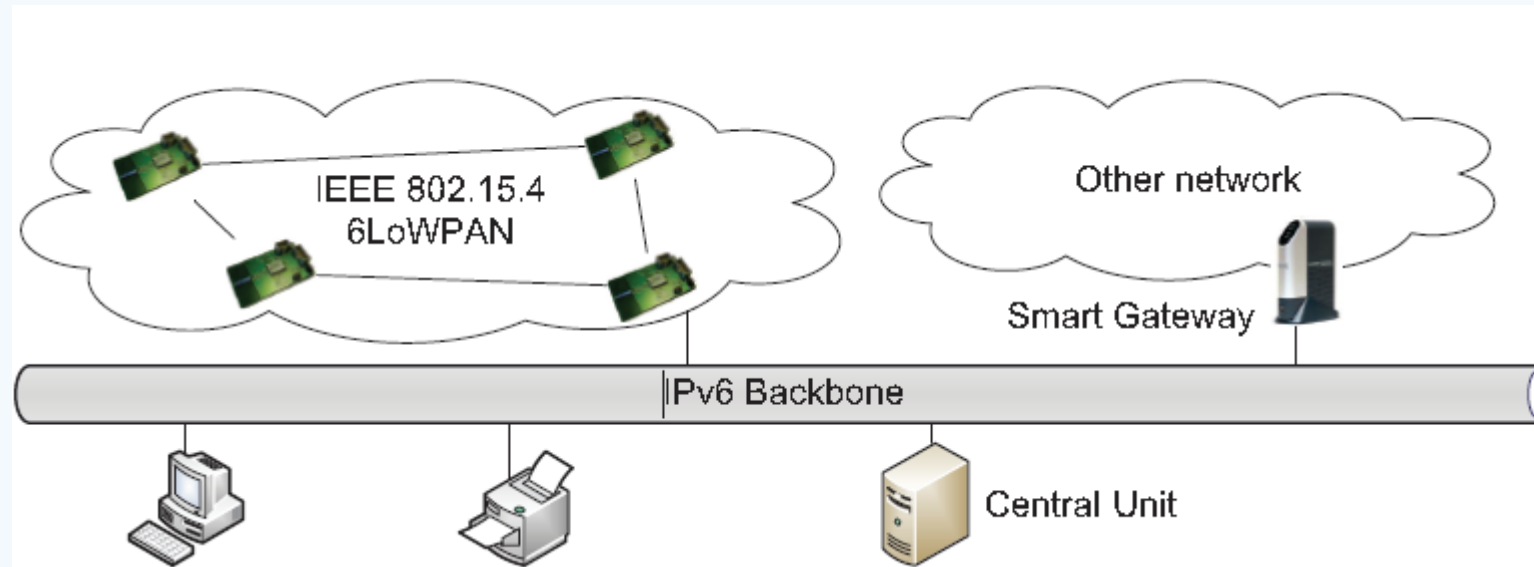 IEEE 802.15.4
6LoWPAN
Other network
Smart Gateway
IPv6 Backbone
Central Unit